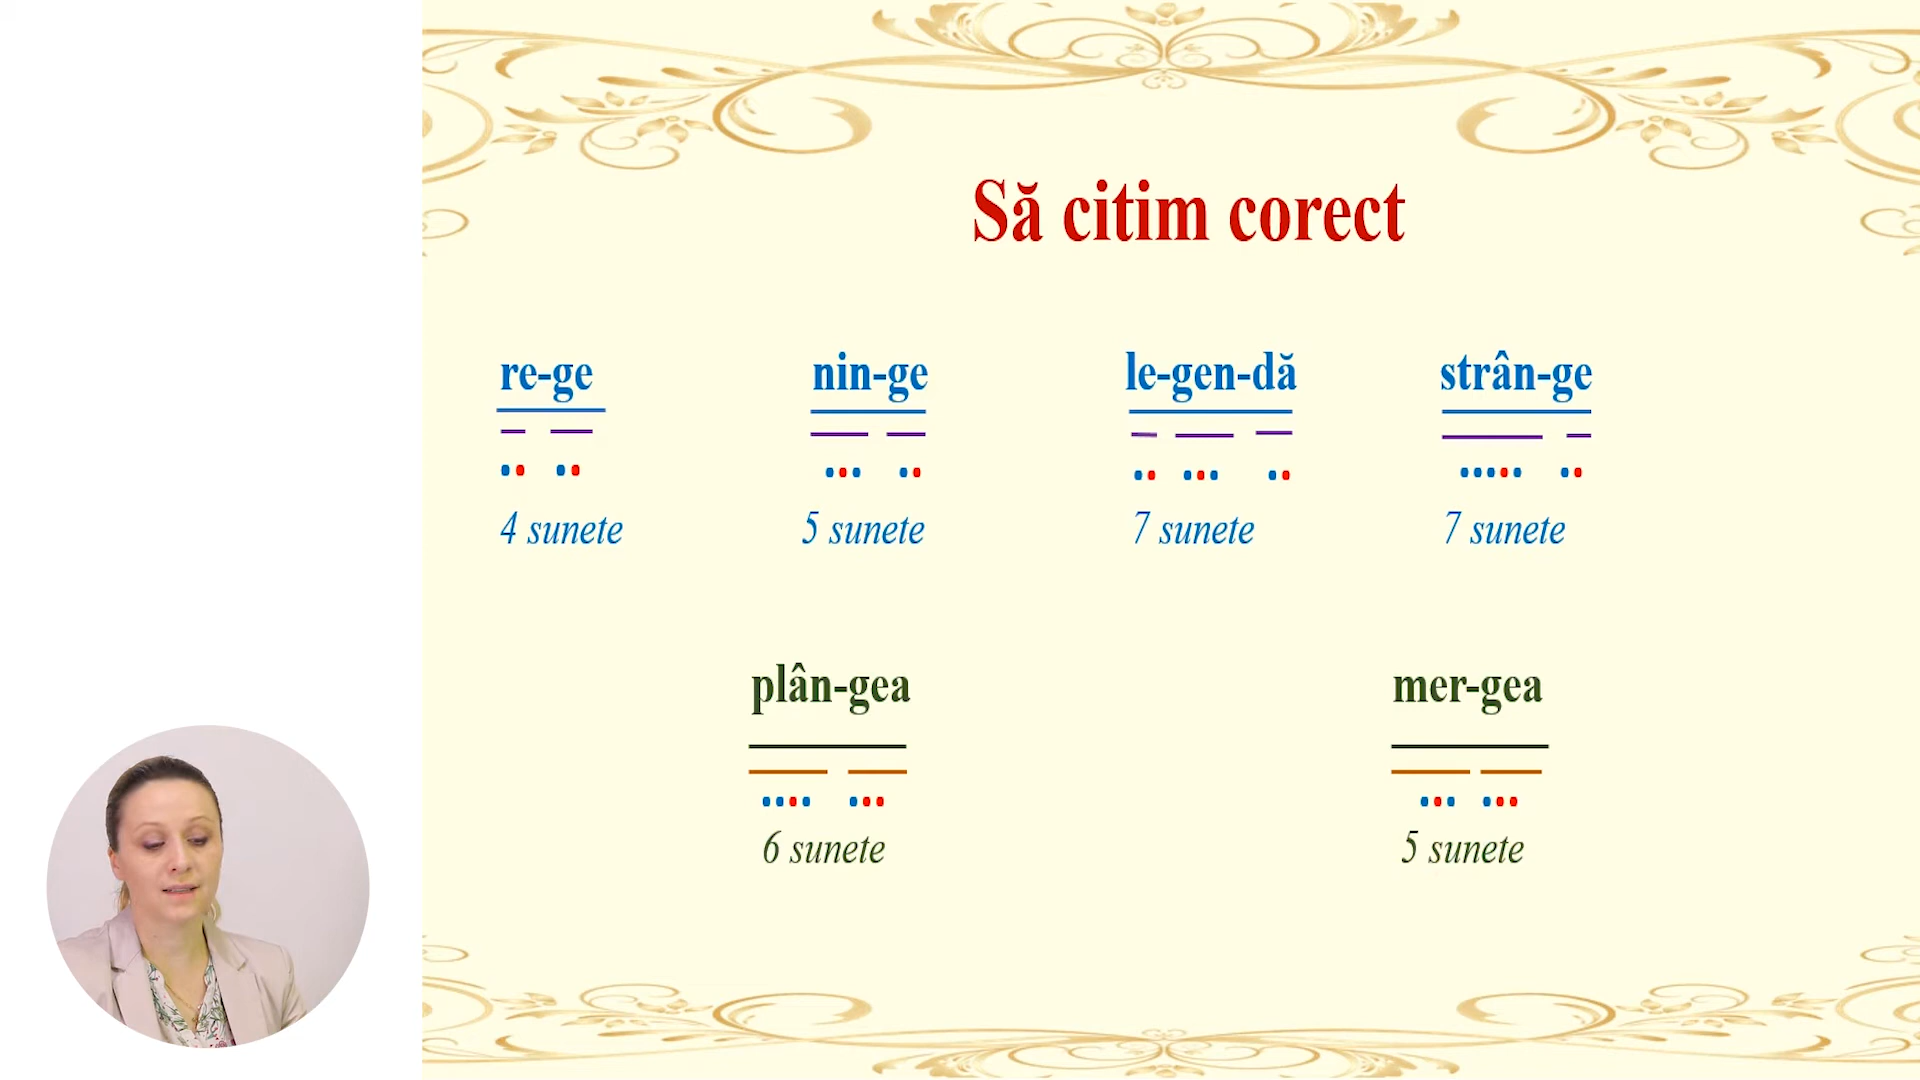 Să citim corect
re-ge nin-ge le-gen-dă strân-ge
4 sunete 5 sunete 7 sunete 7 sunete
plân-gea mer-gea
6 sunete 5 sunete